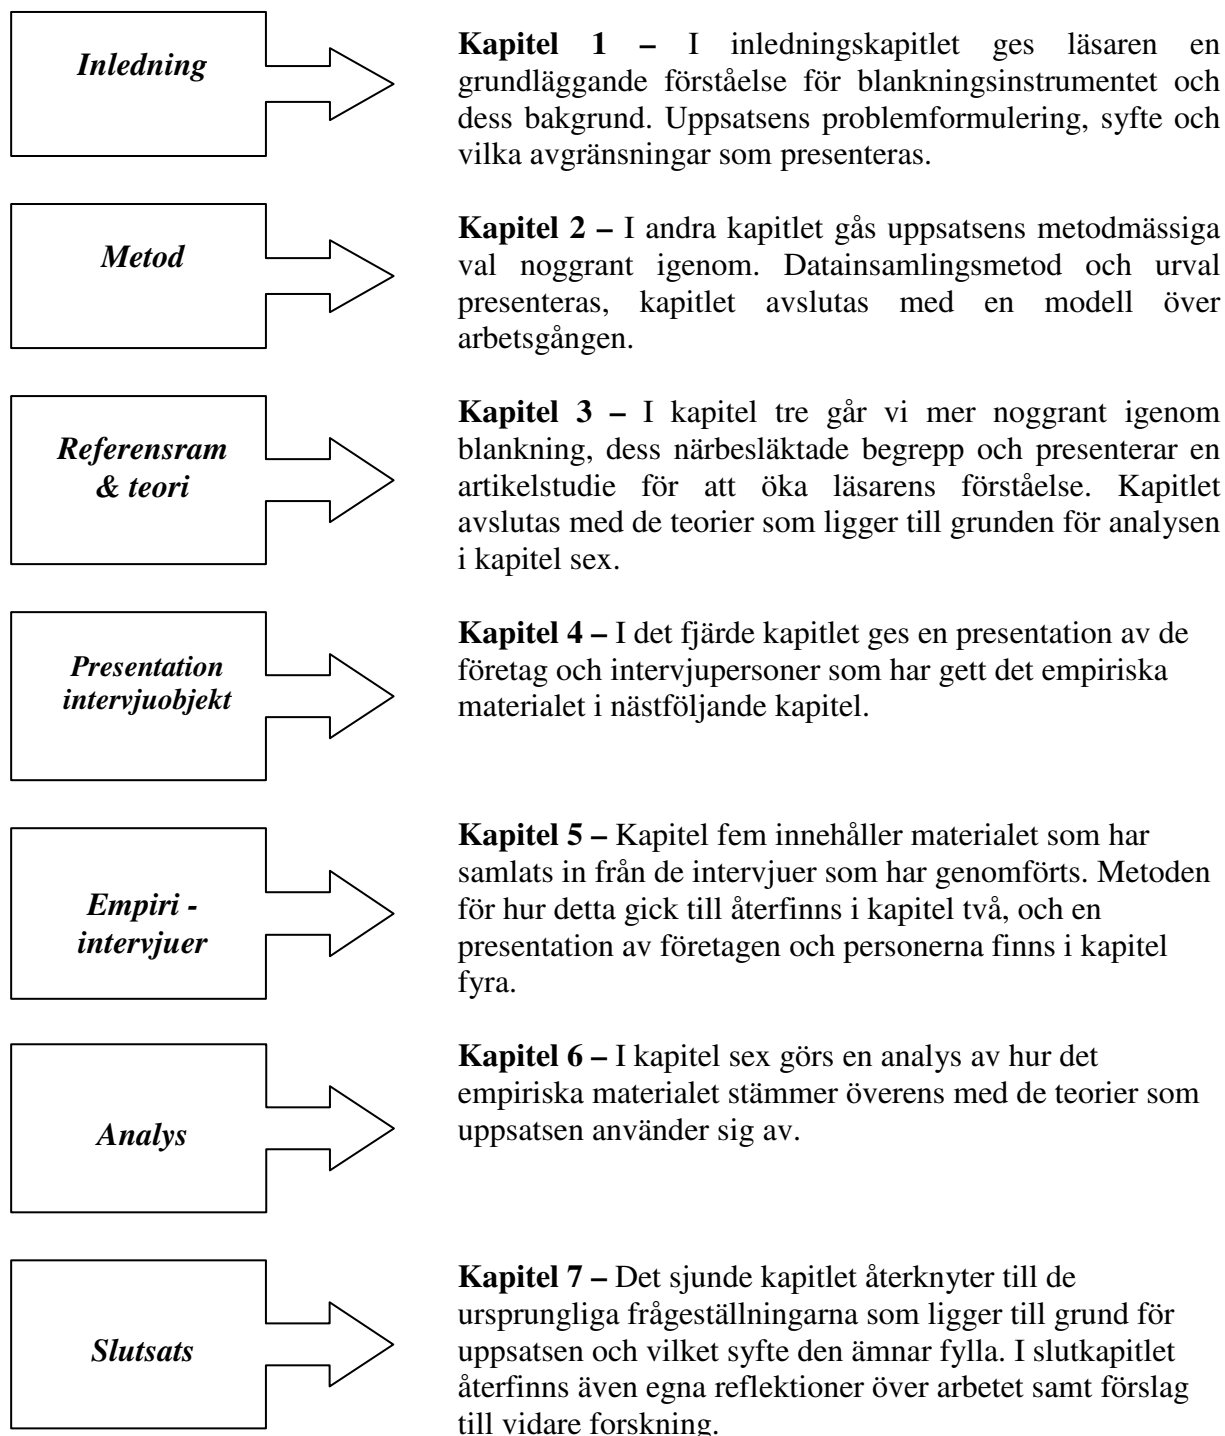 Inledning
Kapitel 1 – I inledningskapitlet ges läsaren en
grundläggande förståelse för blankningsinstrumentet och
dess bakgrund. Uppsatsens problemformulering, syfte och
vilka avgränsningar som presenteras.
Metod
Kapitel 2 – I andra kapitlet gås uppsatsens metodmässiga
val noggrant igenom. Datainsamlingsmetod och urval
presenteras, kapitlet avslutas med en modell över
arbetsgången.
Referensram
& teori
Kapitel 3 – I kapitel tre går vi mer noggrant igenom
blankning, dess närbesläktade begrepp och presenterar en
artikelstudie för att öka läsarens förståelse. Kapitlet
avslutas med de teorier som ligger till grunden för analysen
i kapitel sex.
Presentation
intervjuobjekt
Kapitel 4 – I det fjärde kapitlet ges en presentation av de
företag och intervjupersoner som har gett det empiriska
materialet i nästföljande kapitel.
Empiri -
intervjuer
Kapitel 5 – Kapitel fem innehåller materialet som har
samlats in från de intervjuer som har genomförts. Metoden
för hur detta gick till återfinns i kapitel två, och en
presentation av företagen och personerna finns i kapitel
fyra.
Analys
Kapitel 6 – I kapitel sex görs en analys av hur det
empiriska materialet stämmer överens med de teorier som
uppsatsen använder sig av.
Slutsats
Kapitel 7 – Det sjunde kapitlet återknyter till de
ursprungliga frågeställningarna som ligger till grund för
uppsatsen och vilket syfte den ämnar fylla. I slutkapitlet
återfinns även egna reflektioner över arbetet samt förslag
till vidare forskning.